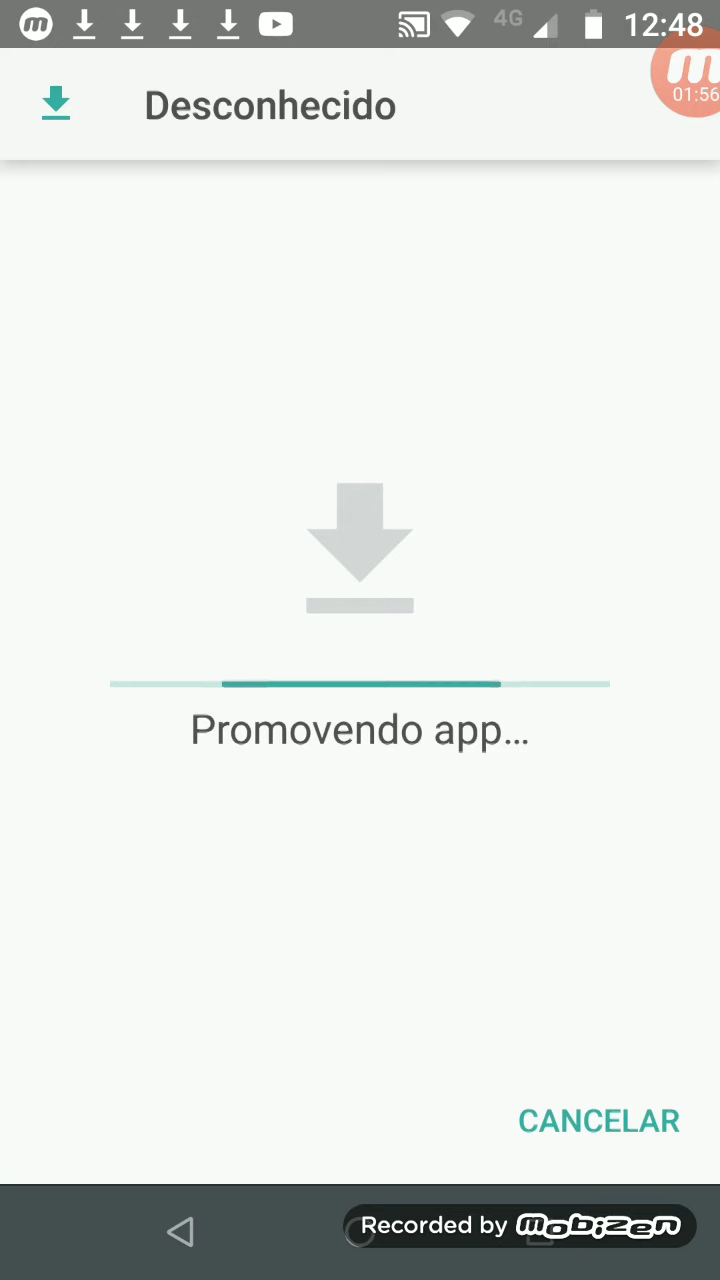 4G 12:48
Desconhecido
01:56
Promovendo app...
CANCELAR
Recorded by mobizen